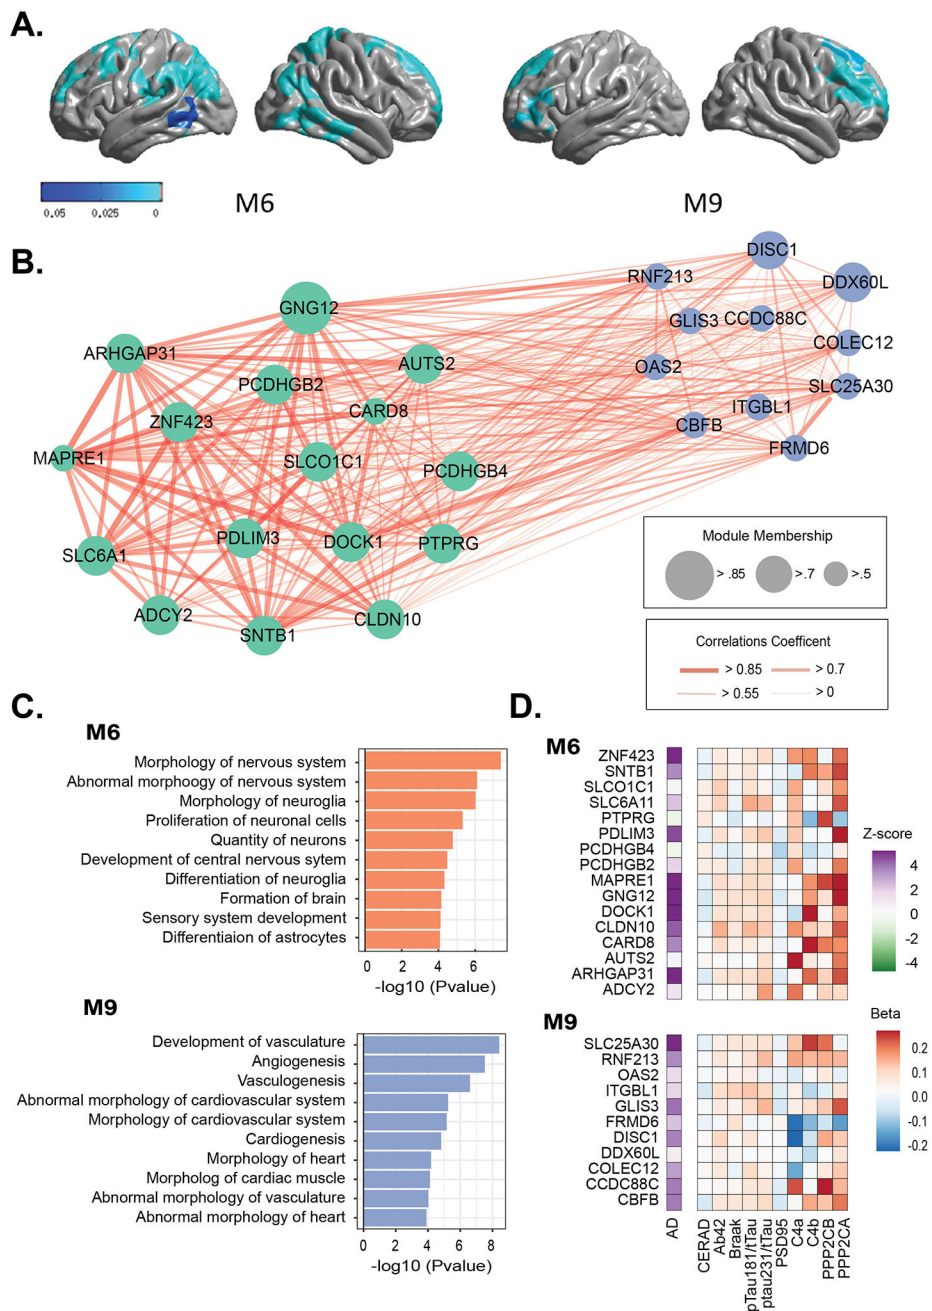 A.
0.05 0.025 0
M6
M9
B.
DISC1
RNF213
DDX60L
GNG12
GLIS3
CCDC88C
COLEC12
ARHGAP31
AUTS2
OAS2
PCDHGB2
SLC25A30
CARD8
ITGBL1
ZNF423
CBFB
FRMD6
MAPRE1
SLCO1C1
PCDHGB4
PDLIM3
DOCK1
PTPRG
SLC6A1
ADCY2
CLDN10
SNTB1
Module Membership
> .85
>.7
>.5
Correlations Coefficent
> 0.85
> 0.7
> 0.55
> 0
C.
M6
Morphology of nervous system
Abnormal morphoogy of nervous system
Morphology of neuroglia
Proliferation of neuronal cells
Quantity of neurons
Development of central nervous sytem
Differentiation of neuroglia
Formation of brain
Sensory system development
Differentiaion of astrocytes
0 2 4 6
-log10 (Pvalue)
M9
Development of vasculature
Angiogenesis
Vasculogenesis
Abnormal morphology of cardiovascular system
Morphology of cardiovascular system
Cardiogenesis
Morphology of heart
Morpholog of cardiac muscle
Abnormal morphology of vasculature
Abnormal morphology of heart
0 2 4 6 8
-log10 (Pvalue)
D.
M6
ZNF423
SNTB1
SLCO1C1
SLC6A11
PTPRG
PDLIM3
PCDHGB4
PCDHGB2
MAPRE1
GNG12
DOCK1
CLDN10
CARD8
AUTS2
ARHGAP31
ADCY2
Z-score
4
2
0
-2
-4
M9
SLC25A30
RNF213
OAS2
ITGBL1
GLIS3
FRMD6
DISC1
DDX60L
COLEC12
CCDC88C
CBFB
Beta
0.2
0.1
0.0
-0.1
-0.2
AD
CERAD
Ab42
Braak
pTau181/tTau
ptau231/tTau
PSD95
C4a
C4b
PPP2CB
PPP2CA